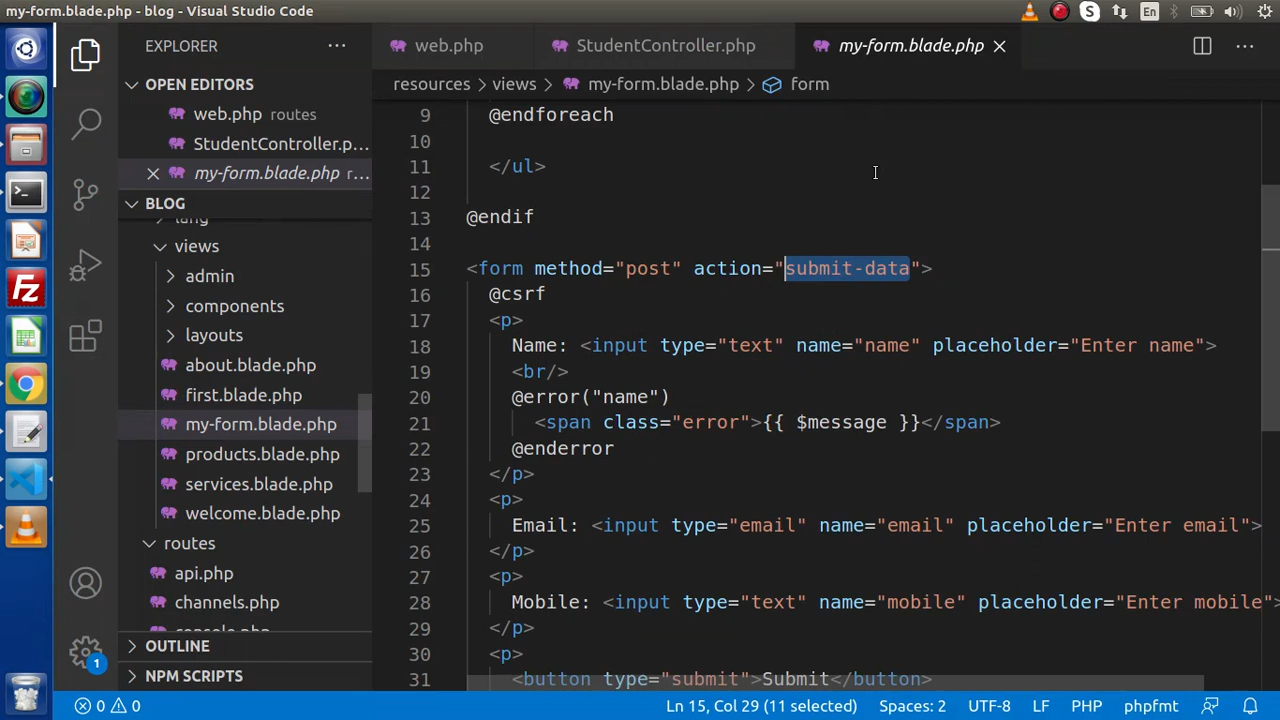 my-form.blade.php - blog - Visual Studio Code
S
En
EXPLORER
web.php
StudentController.php
my-form.blade.php
OPEN EDITORS
resources > views > my-form.blade.php > form
web.php routes
StudentController.p...
my-form.blade.php r...
BLOG
lang
views
admin
components
layouts
about.blade.php
first.blade.php
my-form.blade.php
products.blade.php
services.blade.php
welcome.blade.php
routes
api.php
channels.php
console.php
OUTLINE
NPM SCRIPTS
1
9 @endforeach
10
11 </ul>
12
13 @endif
14
15 <form method="post" action="submit-data">
16 @csrf
17 <p>
18 Name: <input type="text" name="name" placeholder="Enter name">
19 <br/>
20 @error("name")
21 <span class="error">{{ $message }}</span>
22 @enderror
23 </p>
24 <p>
25 Email: <input type="email" name="email" placeholder="Enter email">
26 </p>
27 <p>
28 Mobile: <input type="text" name="mobile" placeholder="Enter mobile">
29 </p>
30 <p>
31 <button type="submit">Submit</button>
0 0
Ln 15, Col 29 (11 selected)
Spaces: 2
UTF-8
LF
PHP
phpfmt